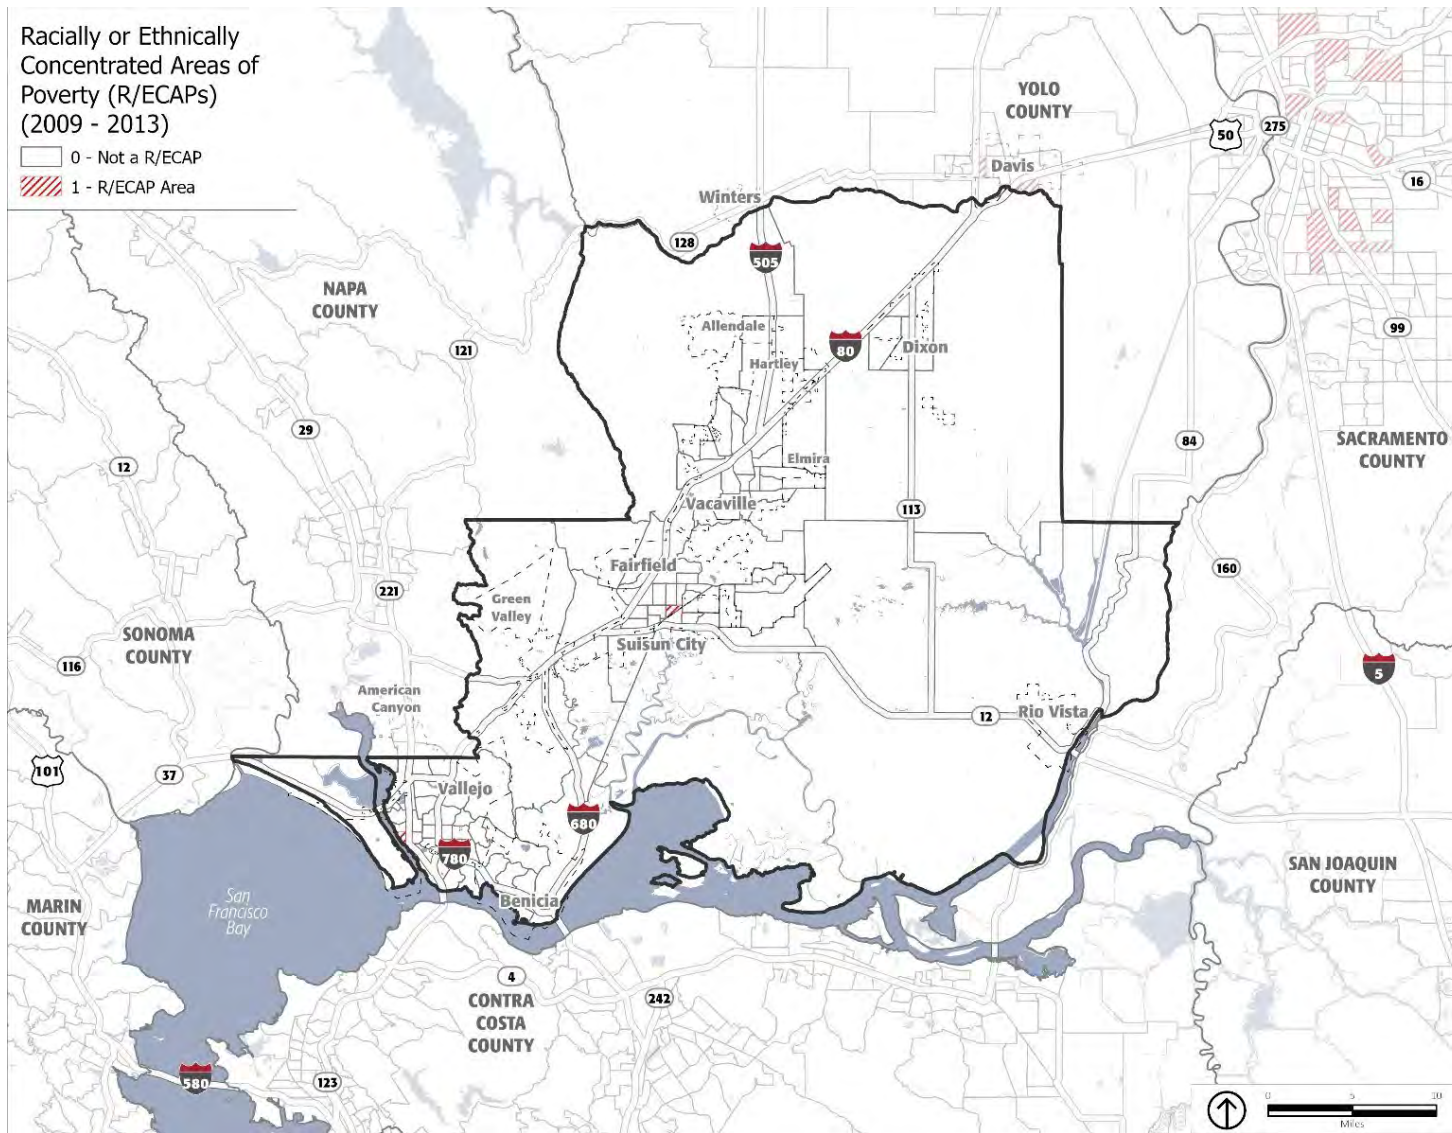 Racially or Ethnically
Concentrated Areas of
Poverty (R/ECAPs)
(2009 - 2013)
0 - Not a R/ECAP
1 - R/ECAP Area
YOLO
COUNTY
50
275
Davis
16
Winters
128
505
NAPA
COUNTY
Allendale
80
Dixon
99
121
Hartley
29
84
SACRAMENTO
COUNTY
12
Elmira
Vacaville
113
Fairfield
160
221
Green
Valley
SONOMA
COUNTY
Suisun City
116
5
American
Canyon
12
Rio Vista
101
37
Vallejo
680
780
SAN JOAQUIN
COUNTY
Benicia
San
Francisco
Bay
MARIN
COUNTY
4
CONTRA
COSTA
COUNTY
242
580
123
0 5 10
Miles